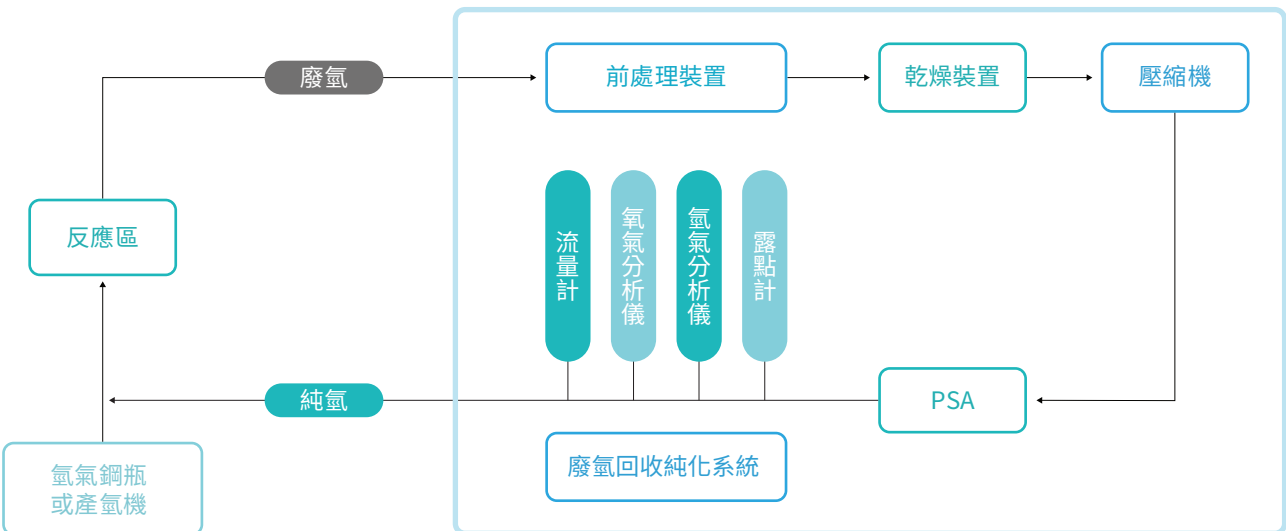 廢氫
前處理裝置
乾燥裝置
壓縮機
反應區
流量計
氧氣分析儀
氫氣分析儀
露點計
純氫
PSA
氫氣鋼瓶
或產氫機
廢氫回收純化系統